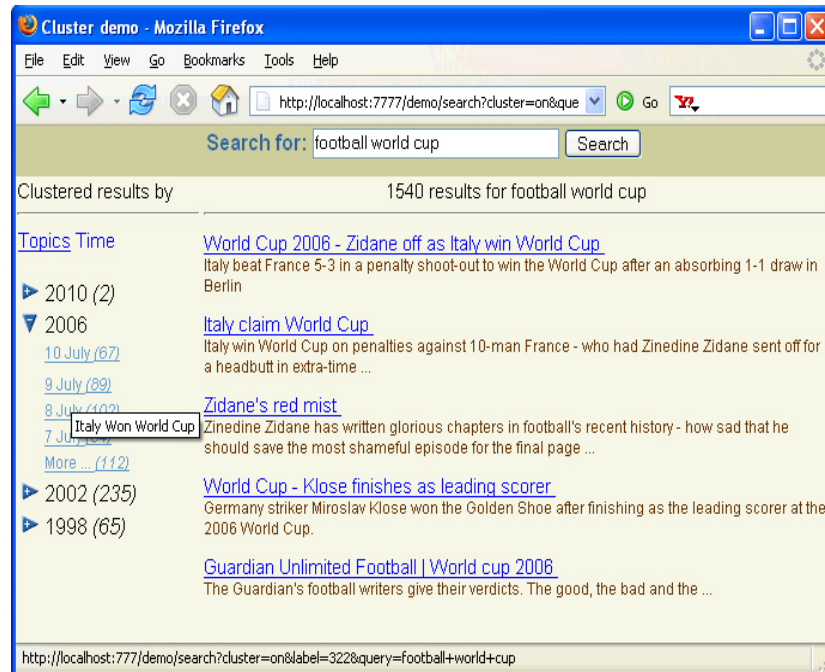 Cluster demo - Mozilla Firefox
File Edit View Go Bookmarks Tools Help
http://localhost:7777/demo/search?cluster=on&que Go Y!
Search for: football world cup Search
Clustered results by
1540 results for football world cup
Topics Time
2010 (2)
2006
10 July (67)
9 July (89)
8 July (102)
Italy Won World Cup
7 July
More ... (112)
2002 (235)
1998 (65)
World Cup 2006 - Zidane off as Italy win World Cup
Italy beat France 5-3 in a penalty shoot-out to win the World Cup after an absorbing 1-1 draw in
Berlin
Italy claim World Cup
Italy win World Cup on penalties against 10-man France - who had Zinedine Zidane sent off for
a headbutt in extra-time ...
Zidane's red mist
Zinedine Zidane has written glorious chapters in football's recent history - how sad that he
should save the most shameful episode for the final page ...
World Cup - Klose finishes as leading scorer
Germany striker Miroslav Klose won the Golden Shoe after finishing as the leading scorer at the
2006 World Cup.
Guardian Unlimited Football | World cup 2006
The Guardian's football writers give their verdicts. The good, the bad and the ...
http://localhost:777/demo/search?cluster=on&label=322&query=football+world+cup